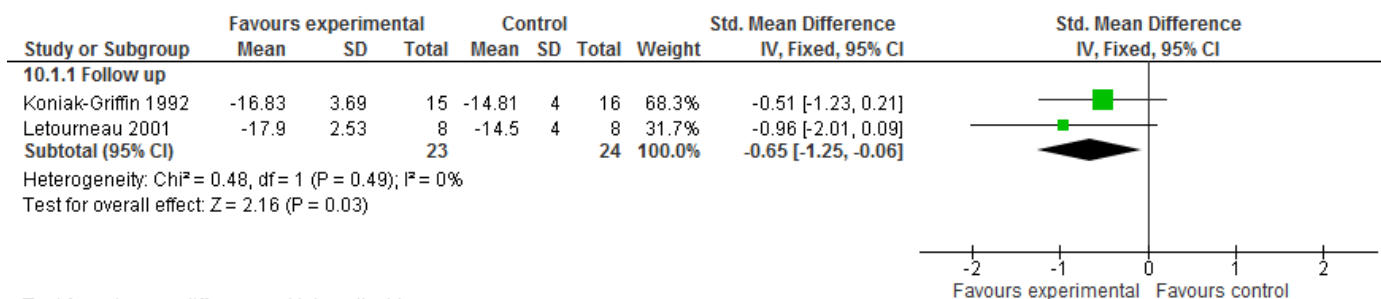 Favours experimental Control Std. Mean Difference Std. Mean Difference
Study or Subgroup Mean SD Total Mean SD Total Weight IV, Fixed, 95% CI IV, Fixed, 95% CI
10.1.1 Follow up
Koniak-Griffin 1992 -16.83 3.69 15 -14.81 4 16 68.3% -0.51 [-1.23, 0.21]
Letourneau 2001 -17.9 2.53 8 -14.5 4 8 31.7% -0.96 [-2.01, 0.09]
Subtotal (95% CI) 23 24 100.0% -0.65 [-1.25, -0.06]
Heterogeneity: Chi² = 0.48, df = 1 (P = 0.49); I² = 0%
Test for overall effect: Z = 2.16 (P = 0.03)
-2 -1 0 1 2
Favours experimental Favours control